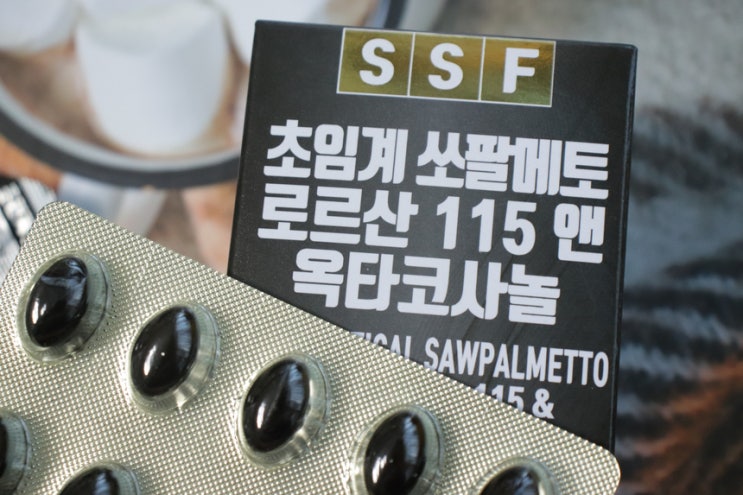 SSF
초임계 쏘팔메토
로르산 115 앤
옥타코사놀
SAWPALMETTO
115 &